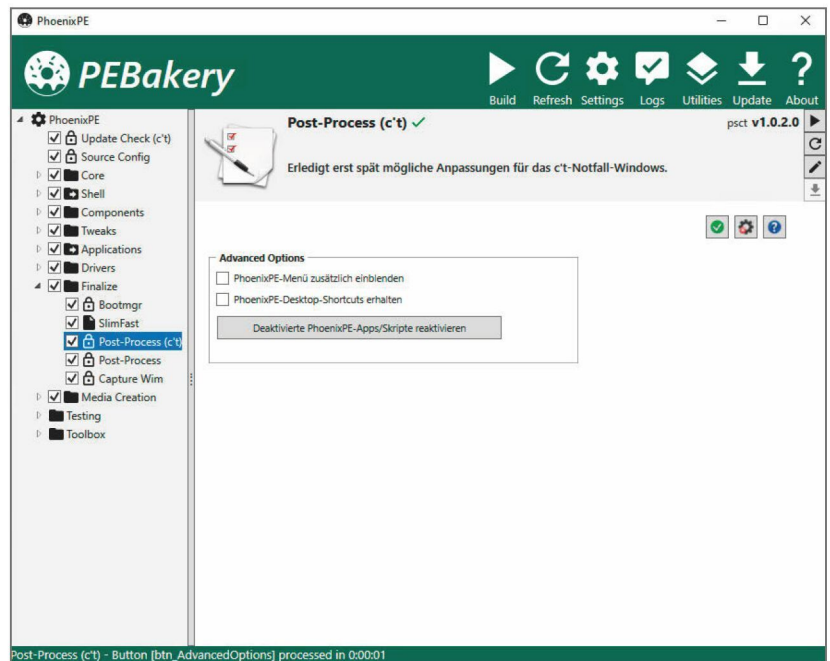 PhoenixPE
PEBakery
Build Refresh Settings Logs Utilities Update About
PhoenixPE
Update Check (c't)
Source Config
Core
Shell
Components
Tweaks
Applications
Drivers
Finalize
Bootmgr
SlimFast
Post-Process (c't)
Post-Process
Capture Wim
Media Creation
Testing
Toolbox
Post-Process (c't)
psct v1.0.2.0
Erledigt erst spät mögliche Anpassungen für das c't-Notfall-Windows.
Advanced Options
PhoenixPE-Menü zusätzlich einblenden
PhoenixPE-Desktop-Shortcuts erhalten
Deaktivierte PhoenixPE-Apps/Skripte reaktivieren
Post-Process (c't) - Button [btn_AdvancedOptions] processed in 0:00:01